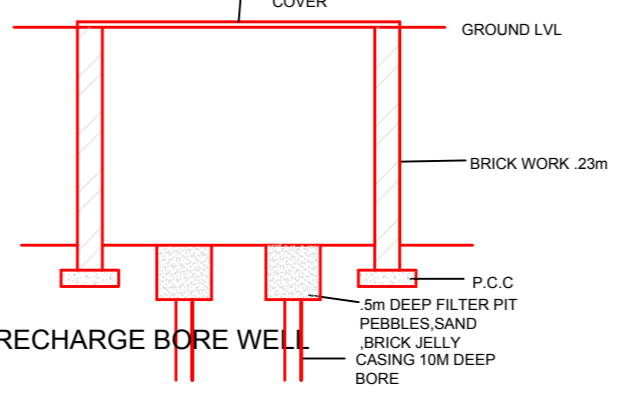 COVER
GROUND LVL
BRICK WORK .23m
P.C.C
.5m DEEP FILTER PIT
PEBBLES,SAND
,BRICK JELLY
RECHARGE BORE WELL
CASING 10M DEEP
BORE